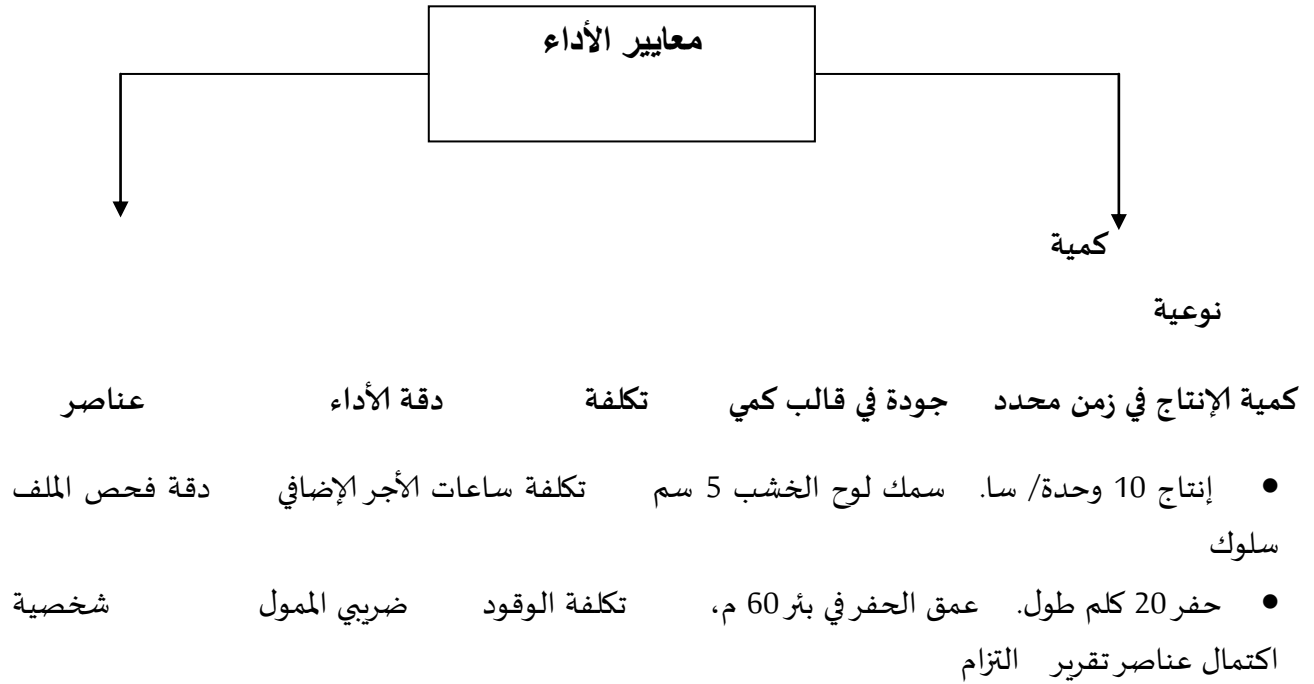 معايير الأداء
كمية
نوعية
كمية الإنتاج في زمن محدد جودة في قالب كمي تكلفة دقة الأداء عناصر
● إنتاج 10 وحدة/ سا. سمك لوح الخشب 5 سم تكلفة ساعات الأجر الإضافي دقة فحص الملف
سلوك
● حفر 20 كلم طول. عمق الحفر في بئر 60 م، تكلفة الوقود ضريبي الممول شخصية
اكتمال عناصر تقرير التزام